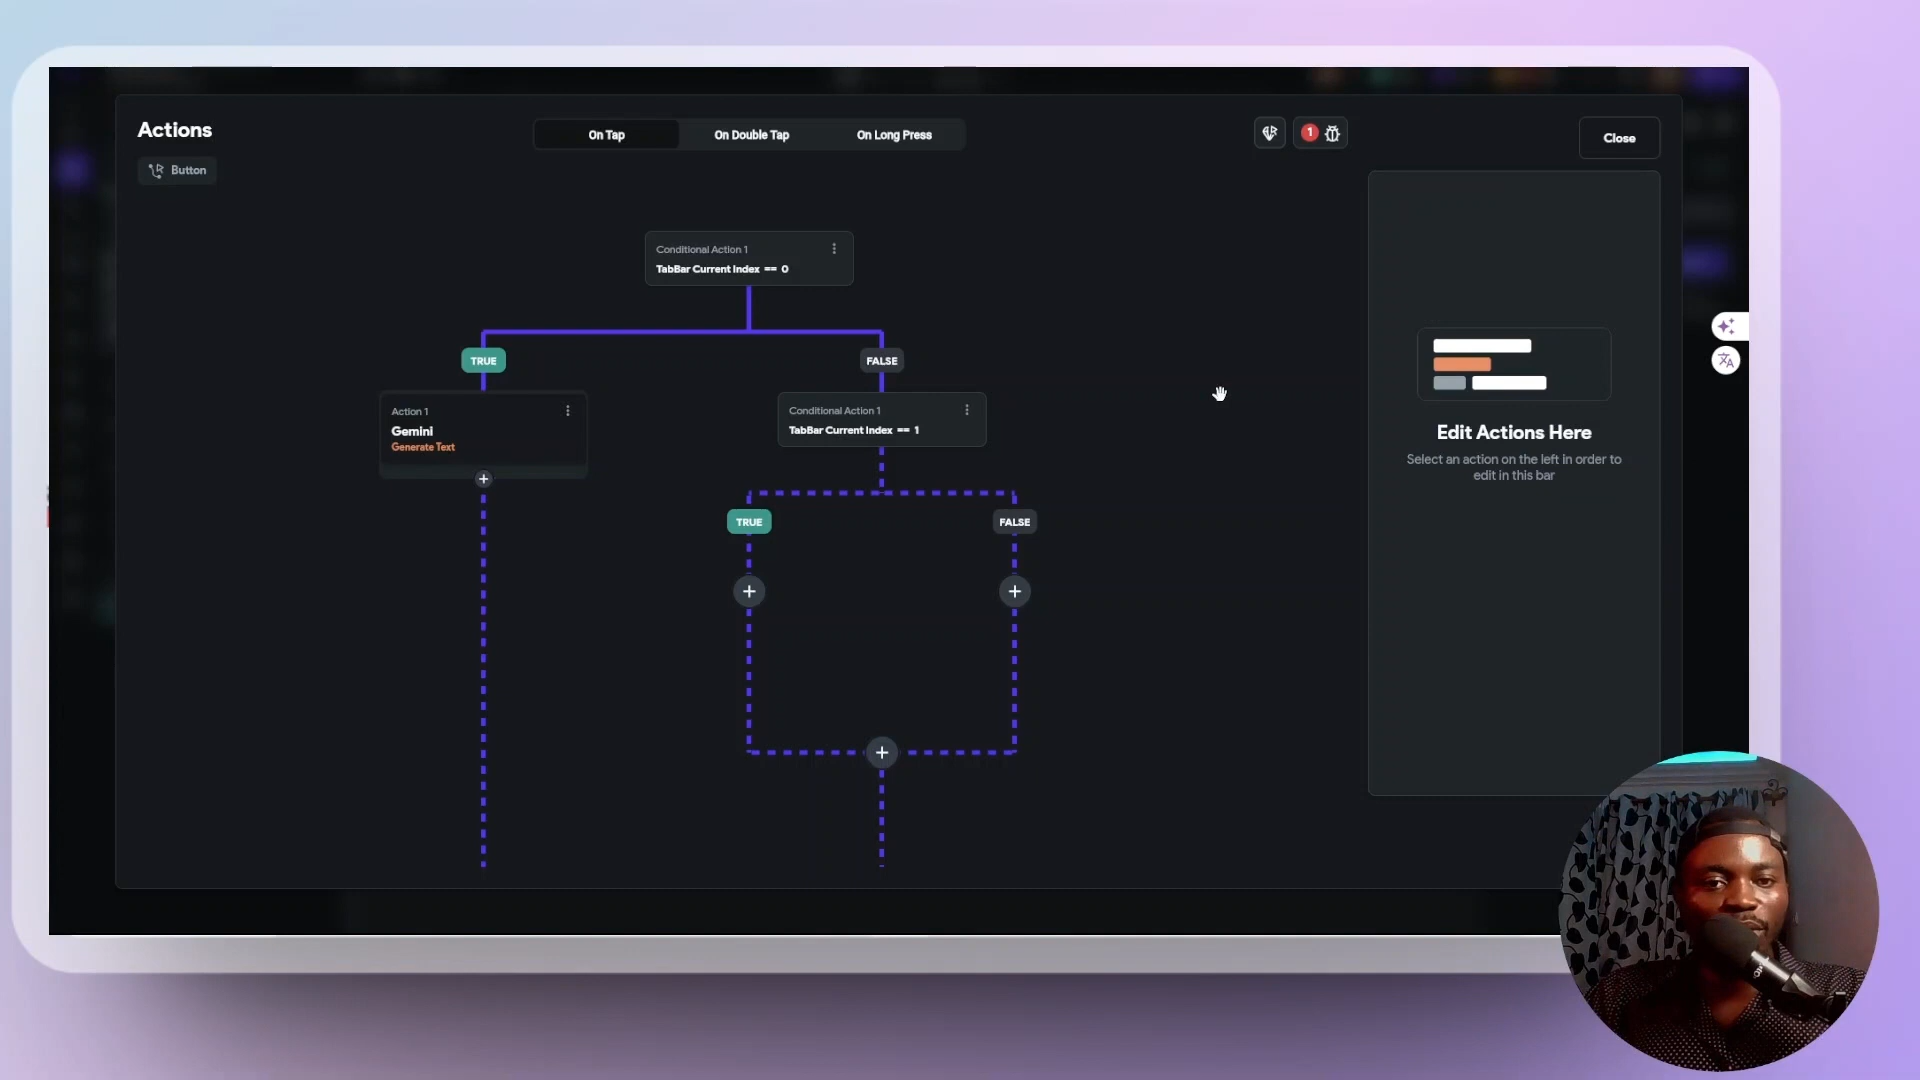 Actions
On Tap
On Double Tap
On Long Press
1
Close
Button
Conditional Action 1
TabBar Current Index == 0
TRUE
FALSE
Action 1
Gemini
Generate Text
Conditional Action 1
TabBar Current Index == 1
TRUE
FALSE
Edit Actions Here
Select an action on the left in order to
edit in this bar